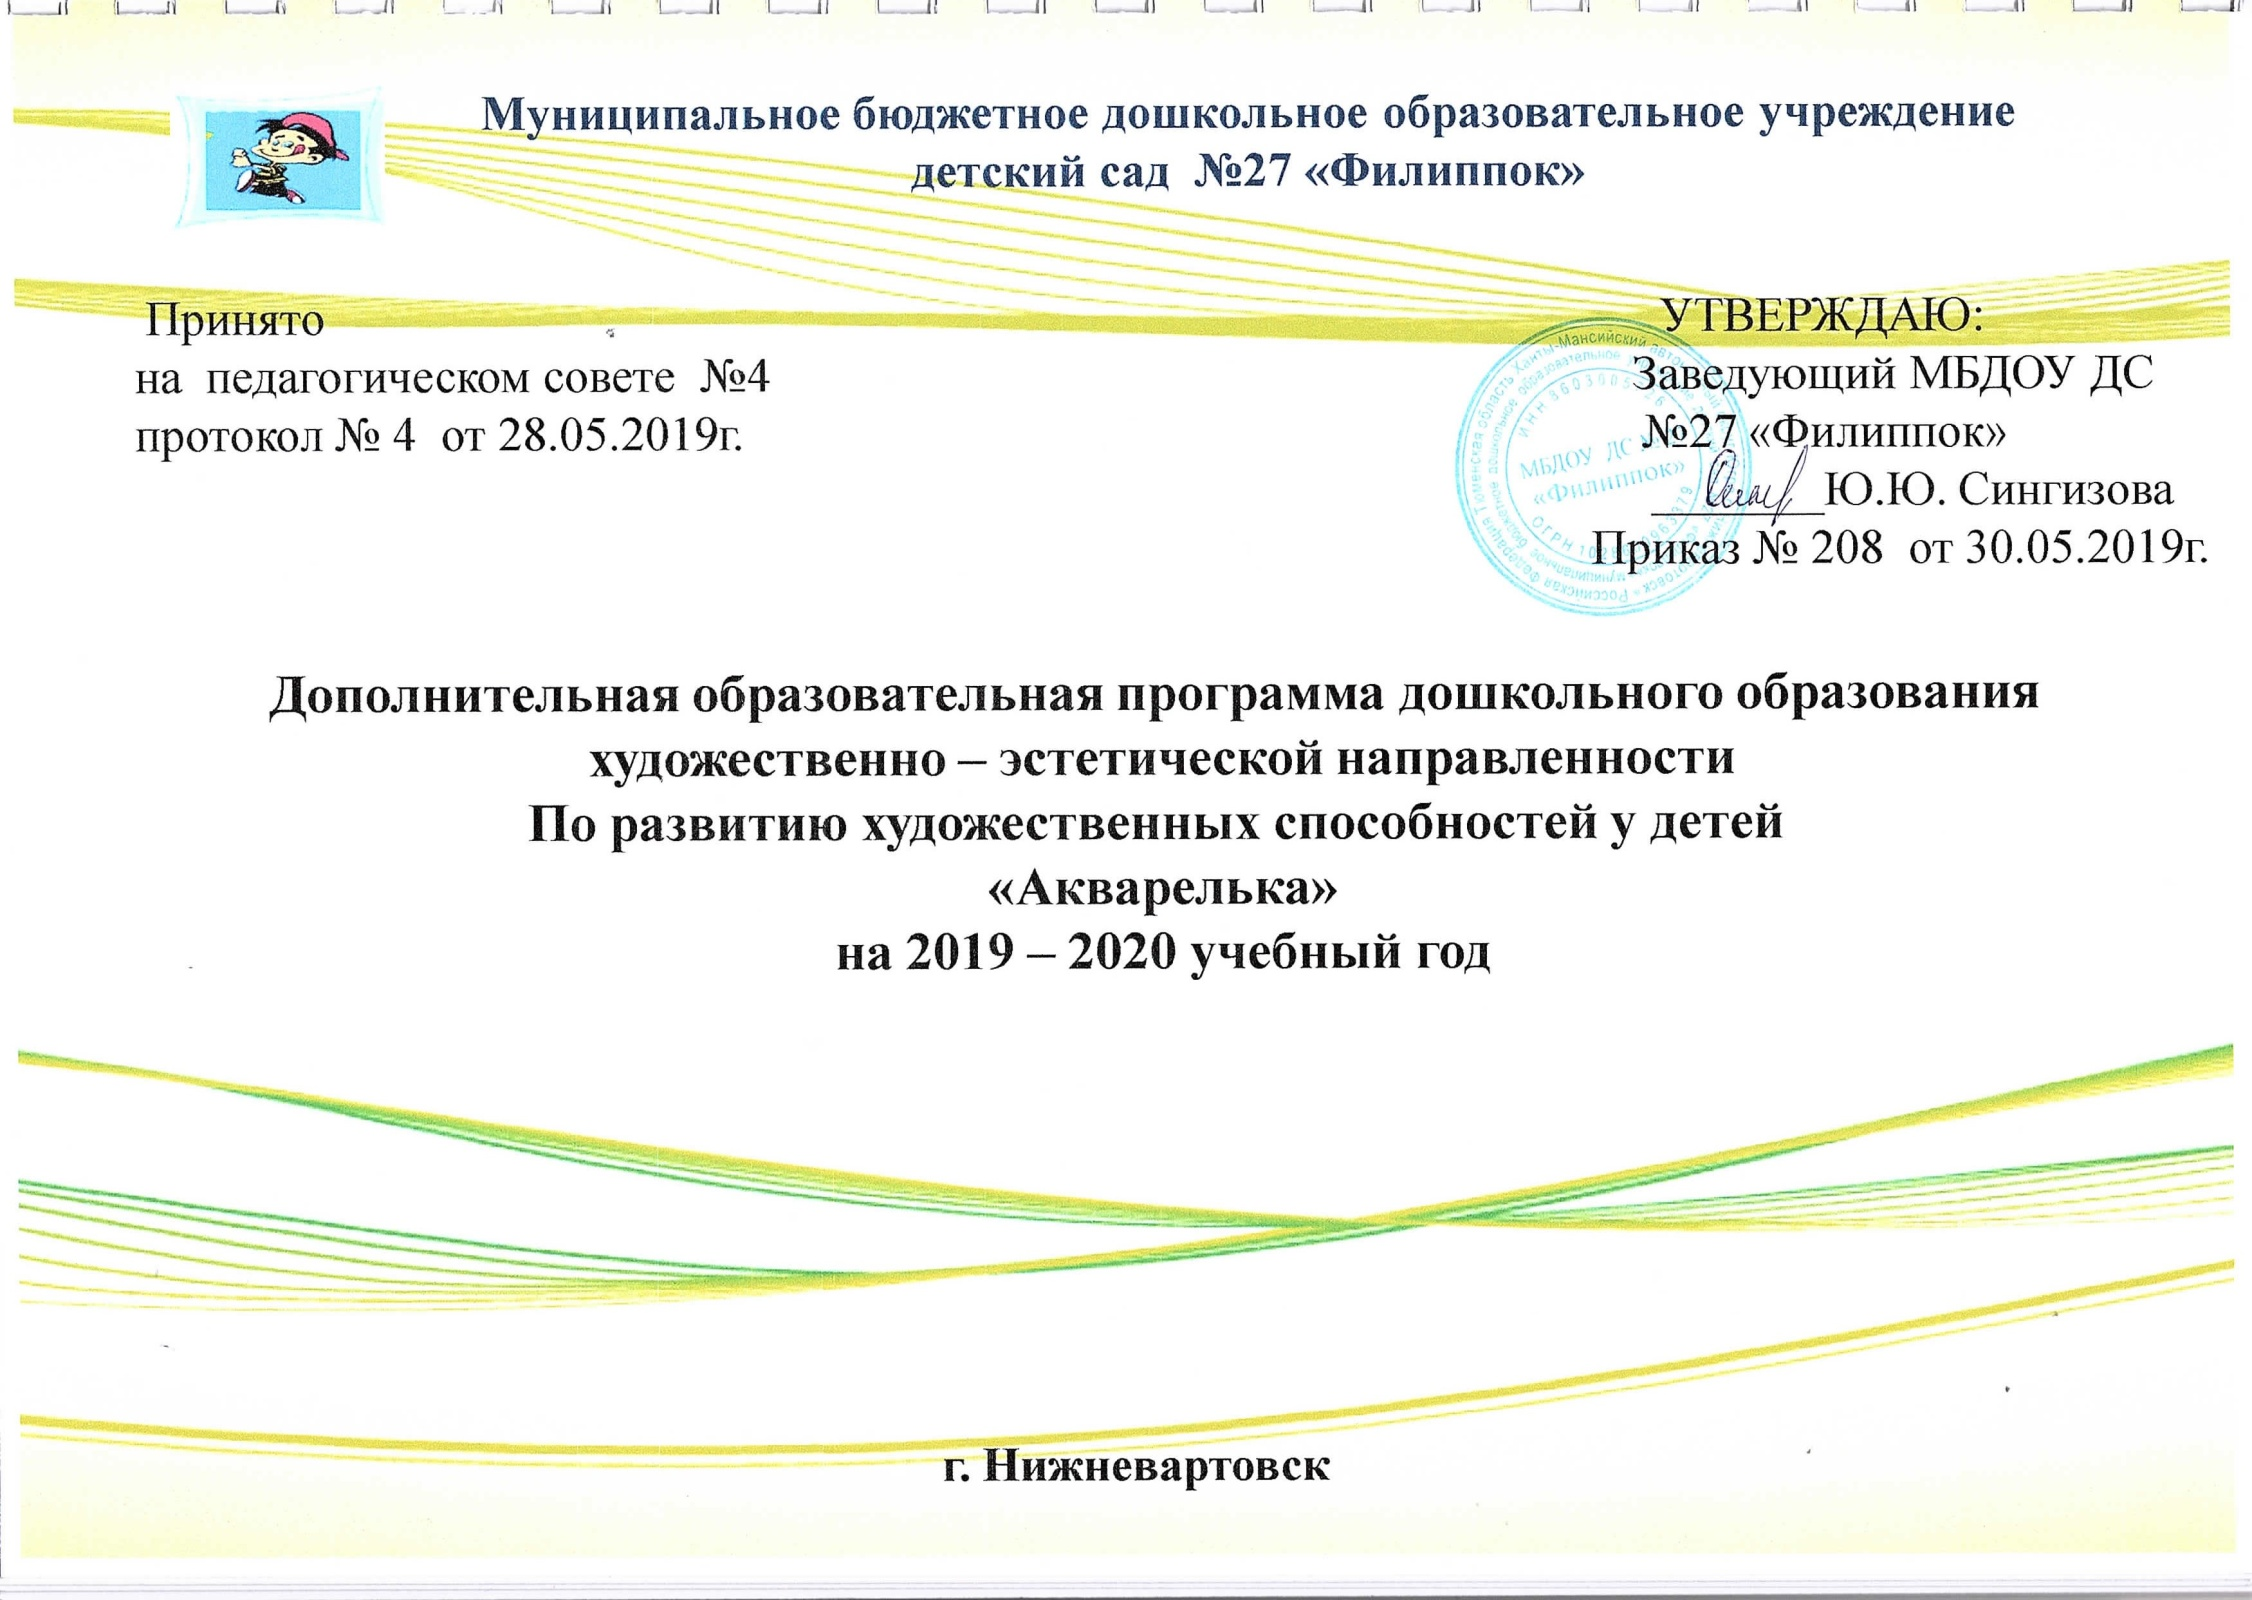 Муниципальное бюджетное дошкольное образовательное учреждение
детский сад №27 «Филиппок»
Принято
на педагогическом совете №4
протокол № 4 от 28.05.2019г.
УТВЕРЖДАЮ:
Заведующий МБДОУ ДС
№27 «Филиппок»
Ю.Ю. Сингизова
Приказ № 208 от 30.05.2019г.
МБДОУ ДС
«Филиппок»
Дополнительная образовательная программа дошкольного образования
художественно – эстетической направленности
По развитию художественных способностей у детей
«Акварелька»
на 2019 – 2020 учебный год
г. Нижневартовск